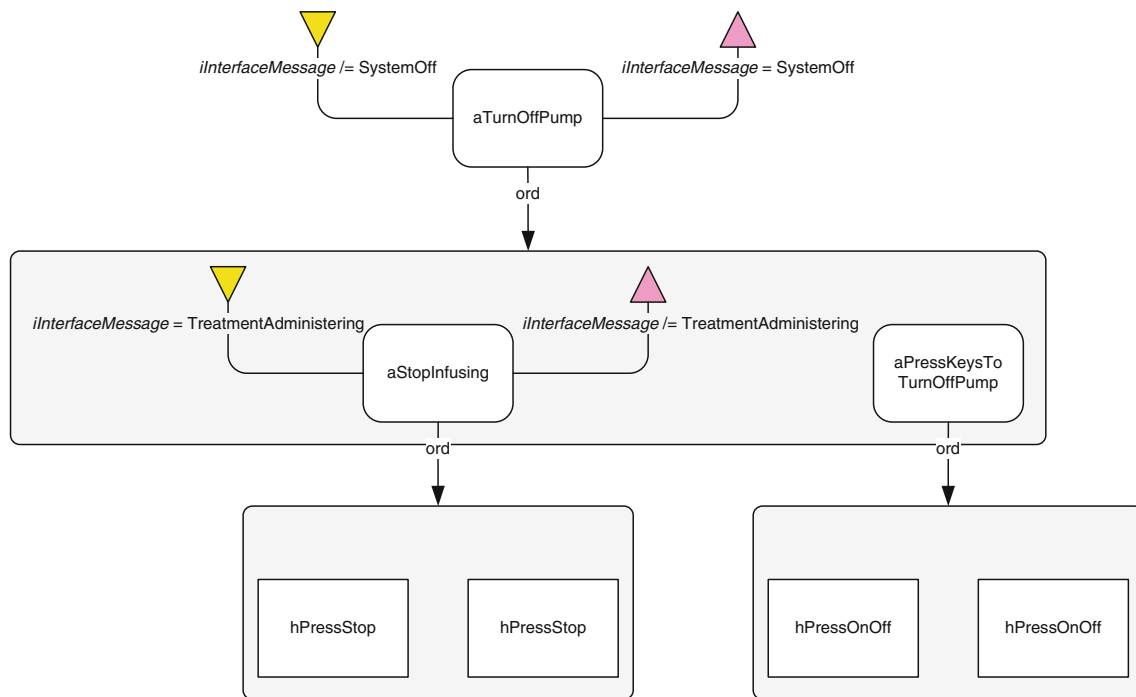 iInterfaceMessage /= SystemOff
iInterfaceMessage = SystemOff
aTurnOffPump
ord
iInterfaceMessage = TreatmentAdministering
iInterfaceMessage /= TreatmentAdministering
aStopInfusing
aPressKeysTo
TurnOffPump
ord
ord
hPressStop
hPressStop
hPressOnOff
hPressOnOff